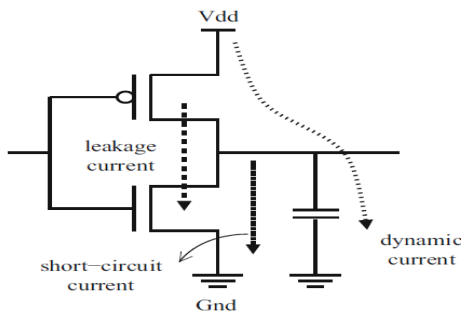 Vdd
leakage
current
dynamic
current
short-circuit
current
Gnd